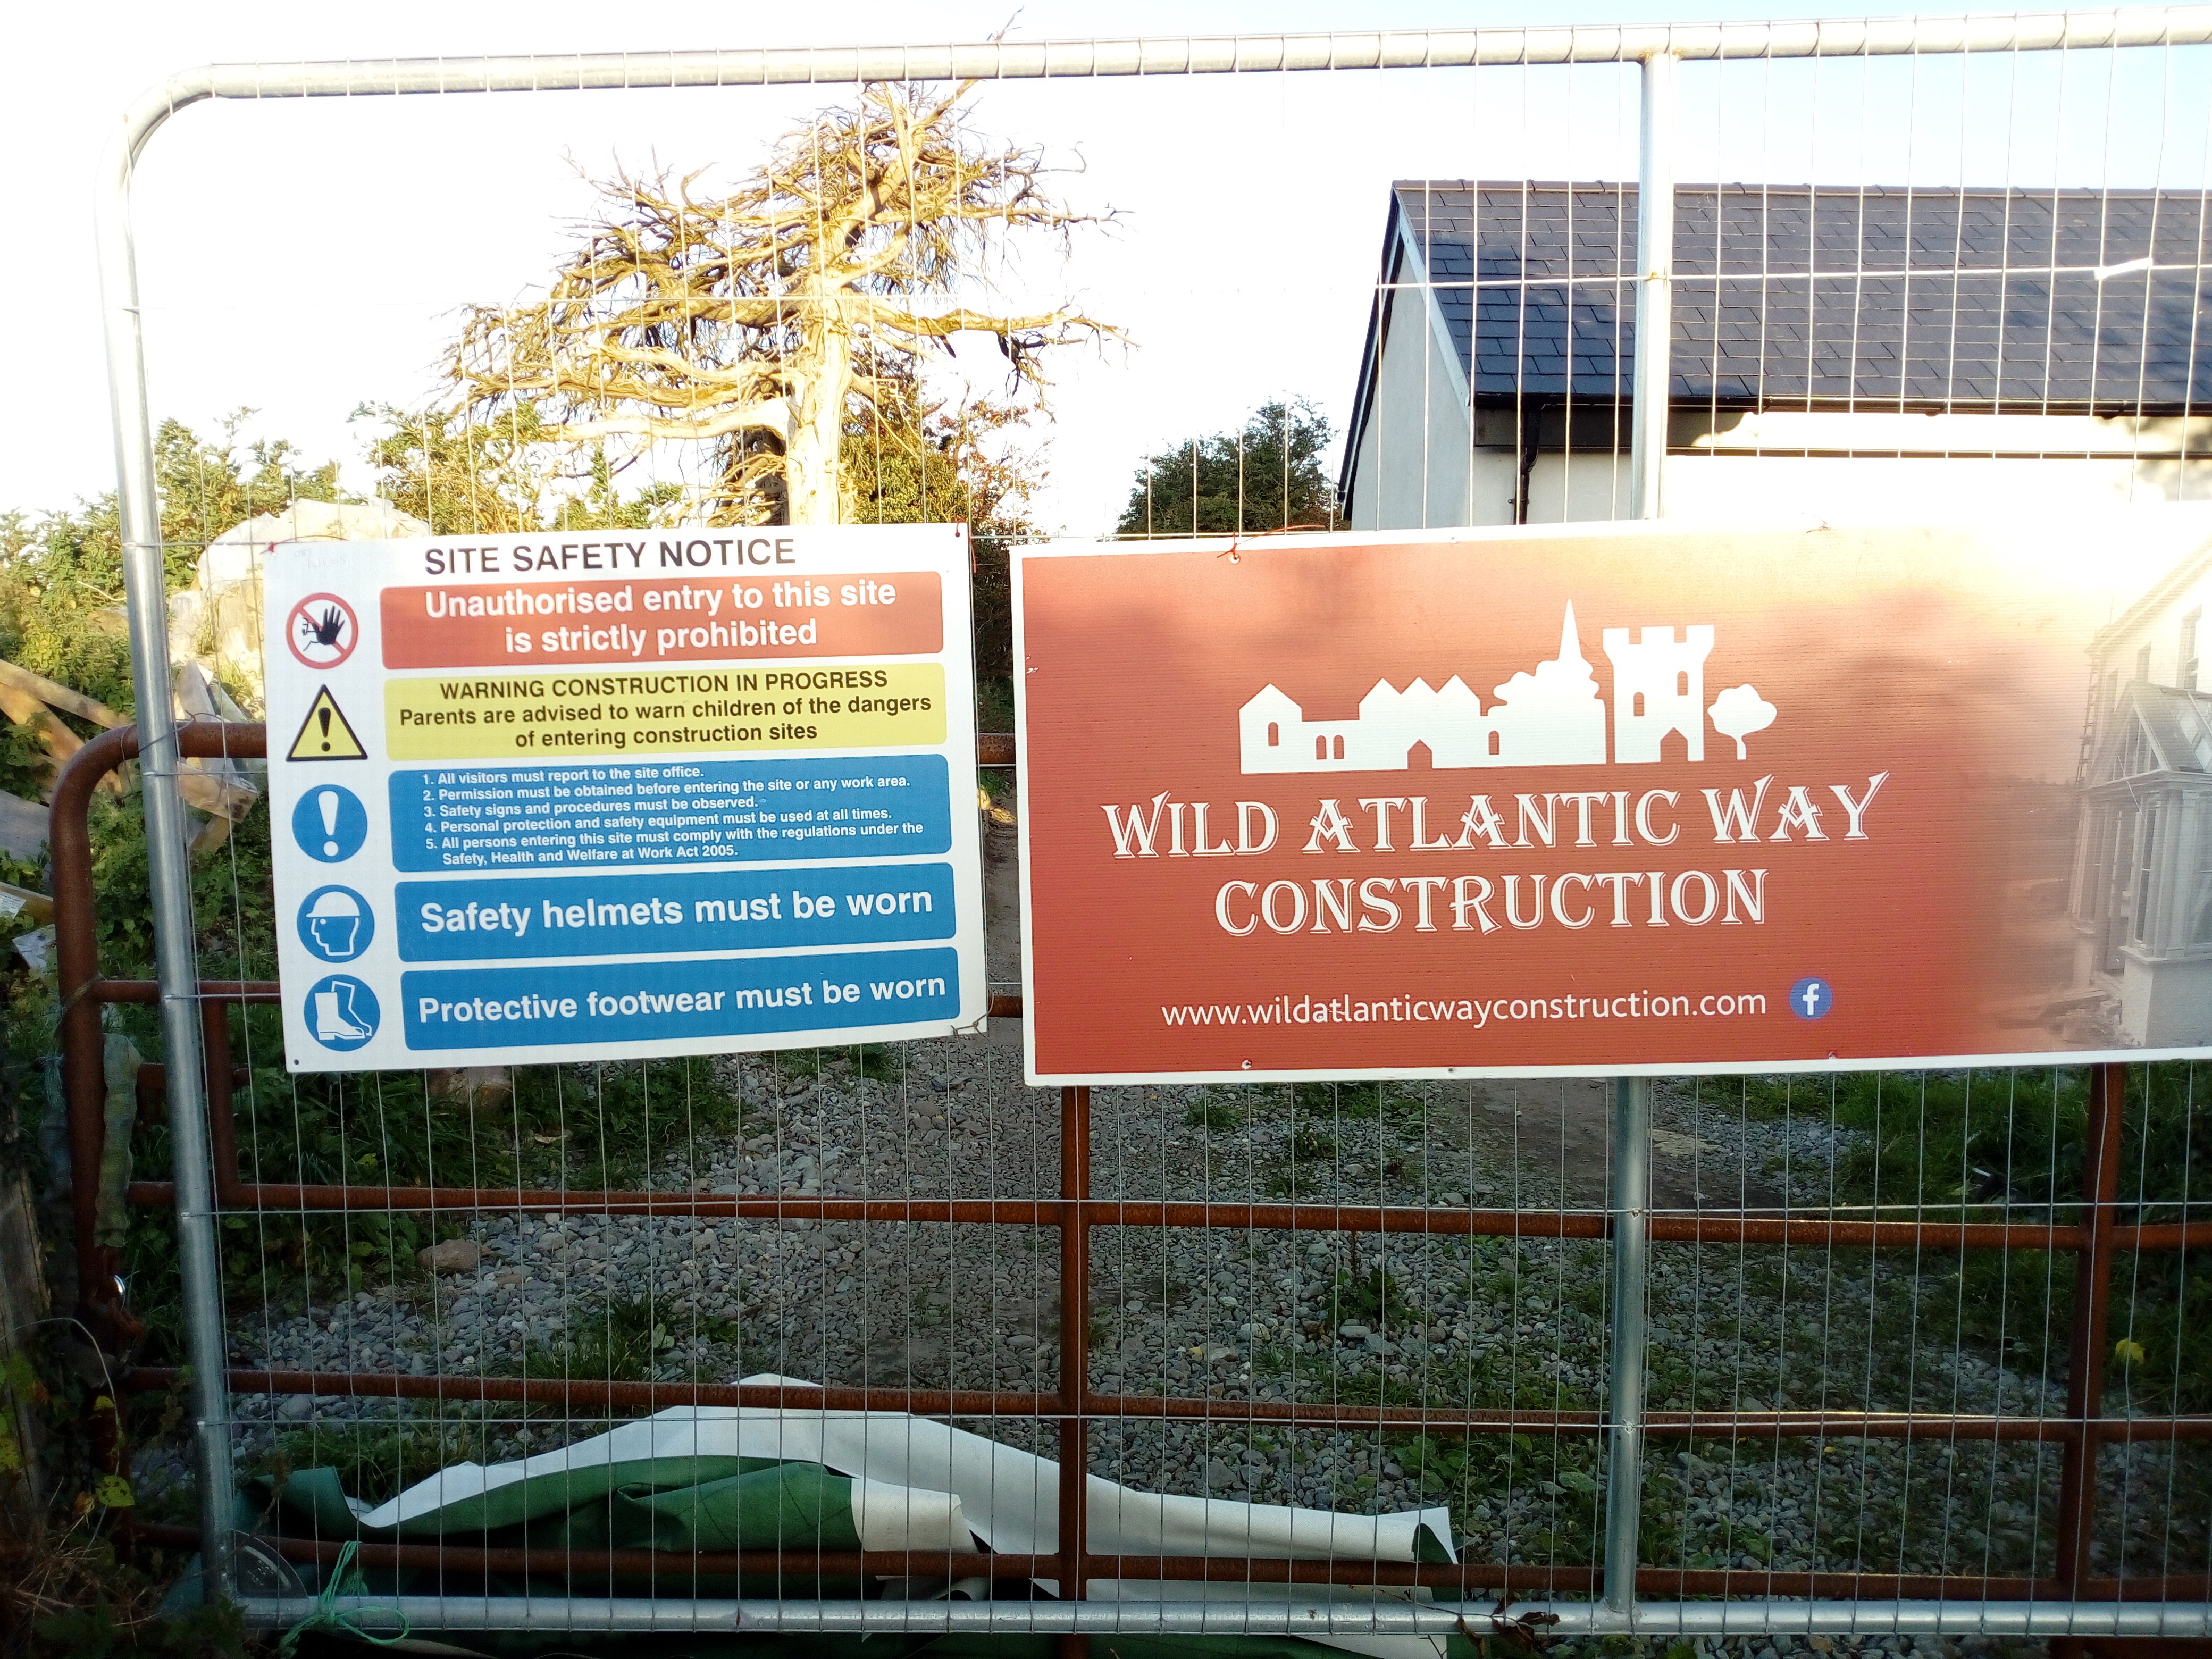 SITE SAFETY NOTICE
Unauthorised entry to this site
is strictly prohibited
WARNING CONSTRUCTION IN PROGRESS
Parents are advised to warn children of the dangers
of entering construction sites
1. All visitors must report to the site office.
2. Permission must be obtained before entering the site or any work area.
3. Safety signs and procedures must be observed.
4. Personal protection and safety equipment must be used at all times.
5. All persons entering this site must comply with the regulations under the
Safety, Health and Welfare at Work Act 2005.
Safety helmets must be worn
Protective footwear must be worn
WILD ATLANTIC WAY
CONSTRUCTION
www.wildatlanticwayconstruction.com f